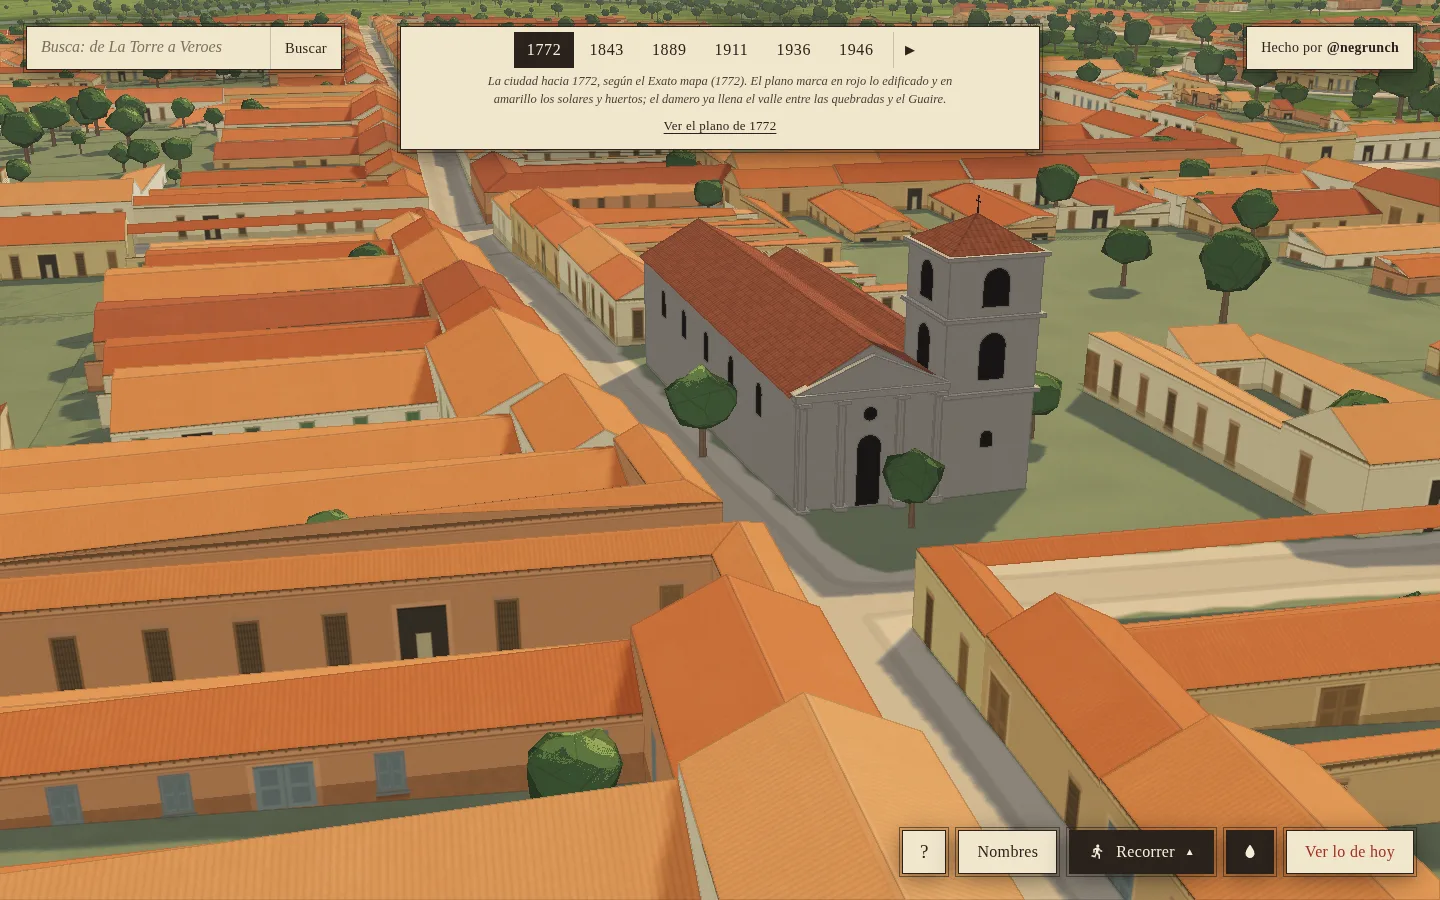 Busca: de La Torre a Veroes
Buscar
1772 1843 1889 1911 1936 1946 ▶
La ciudad hacia 1772, según el Exato mapa (1772). El plano marca en rojo lo edificado y en
amarillo los solares y huertos; el damero ya llena el valle entre las quebradas y el Guaire.
Ver el plano de 1772
Hecho por @negrunch
?
Nombres
Recorrer ▲
Ver lo de hoy